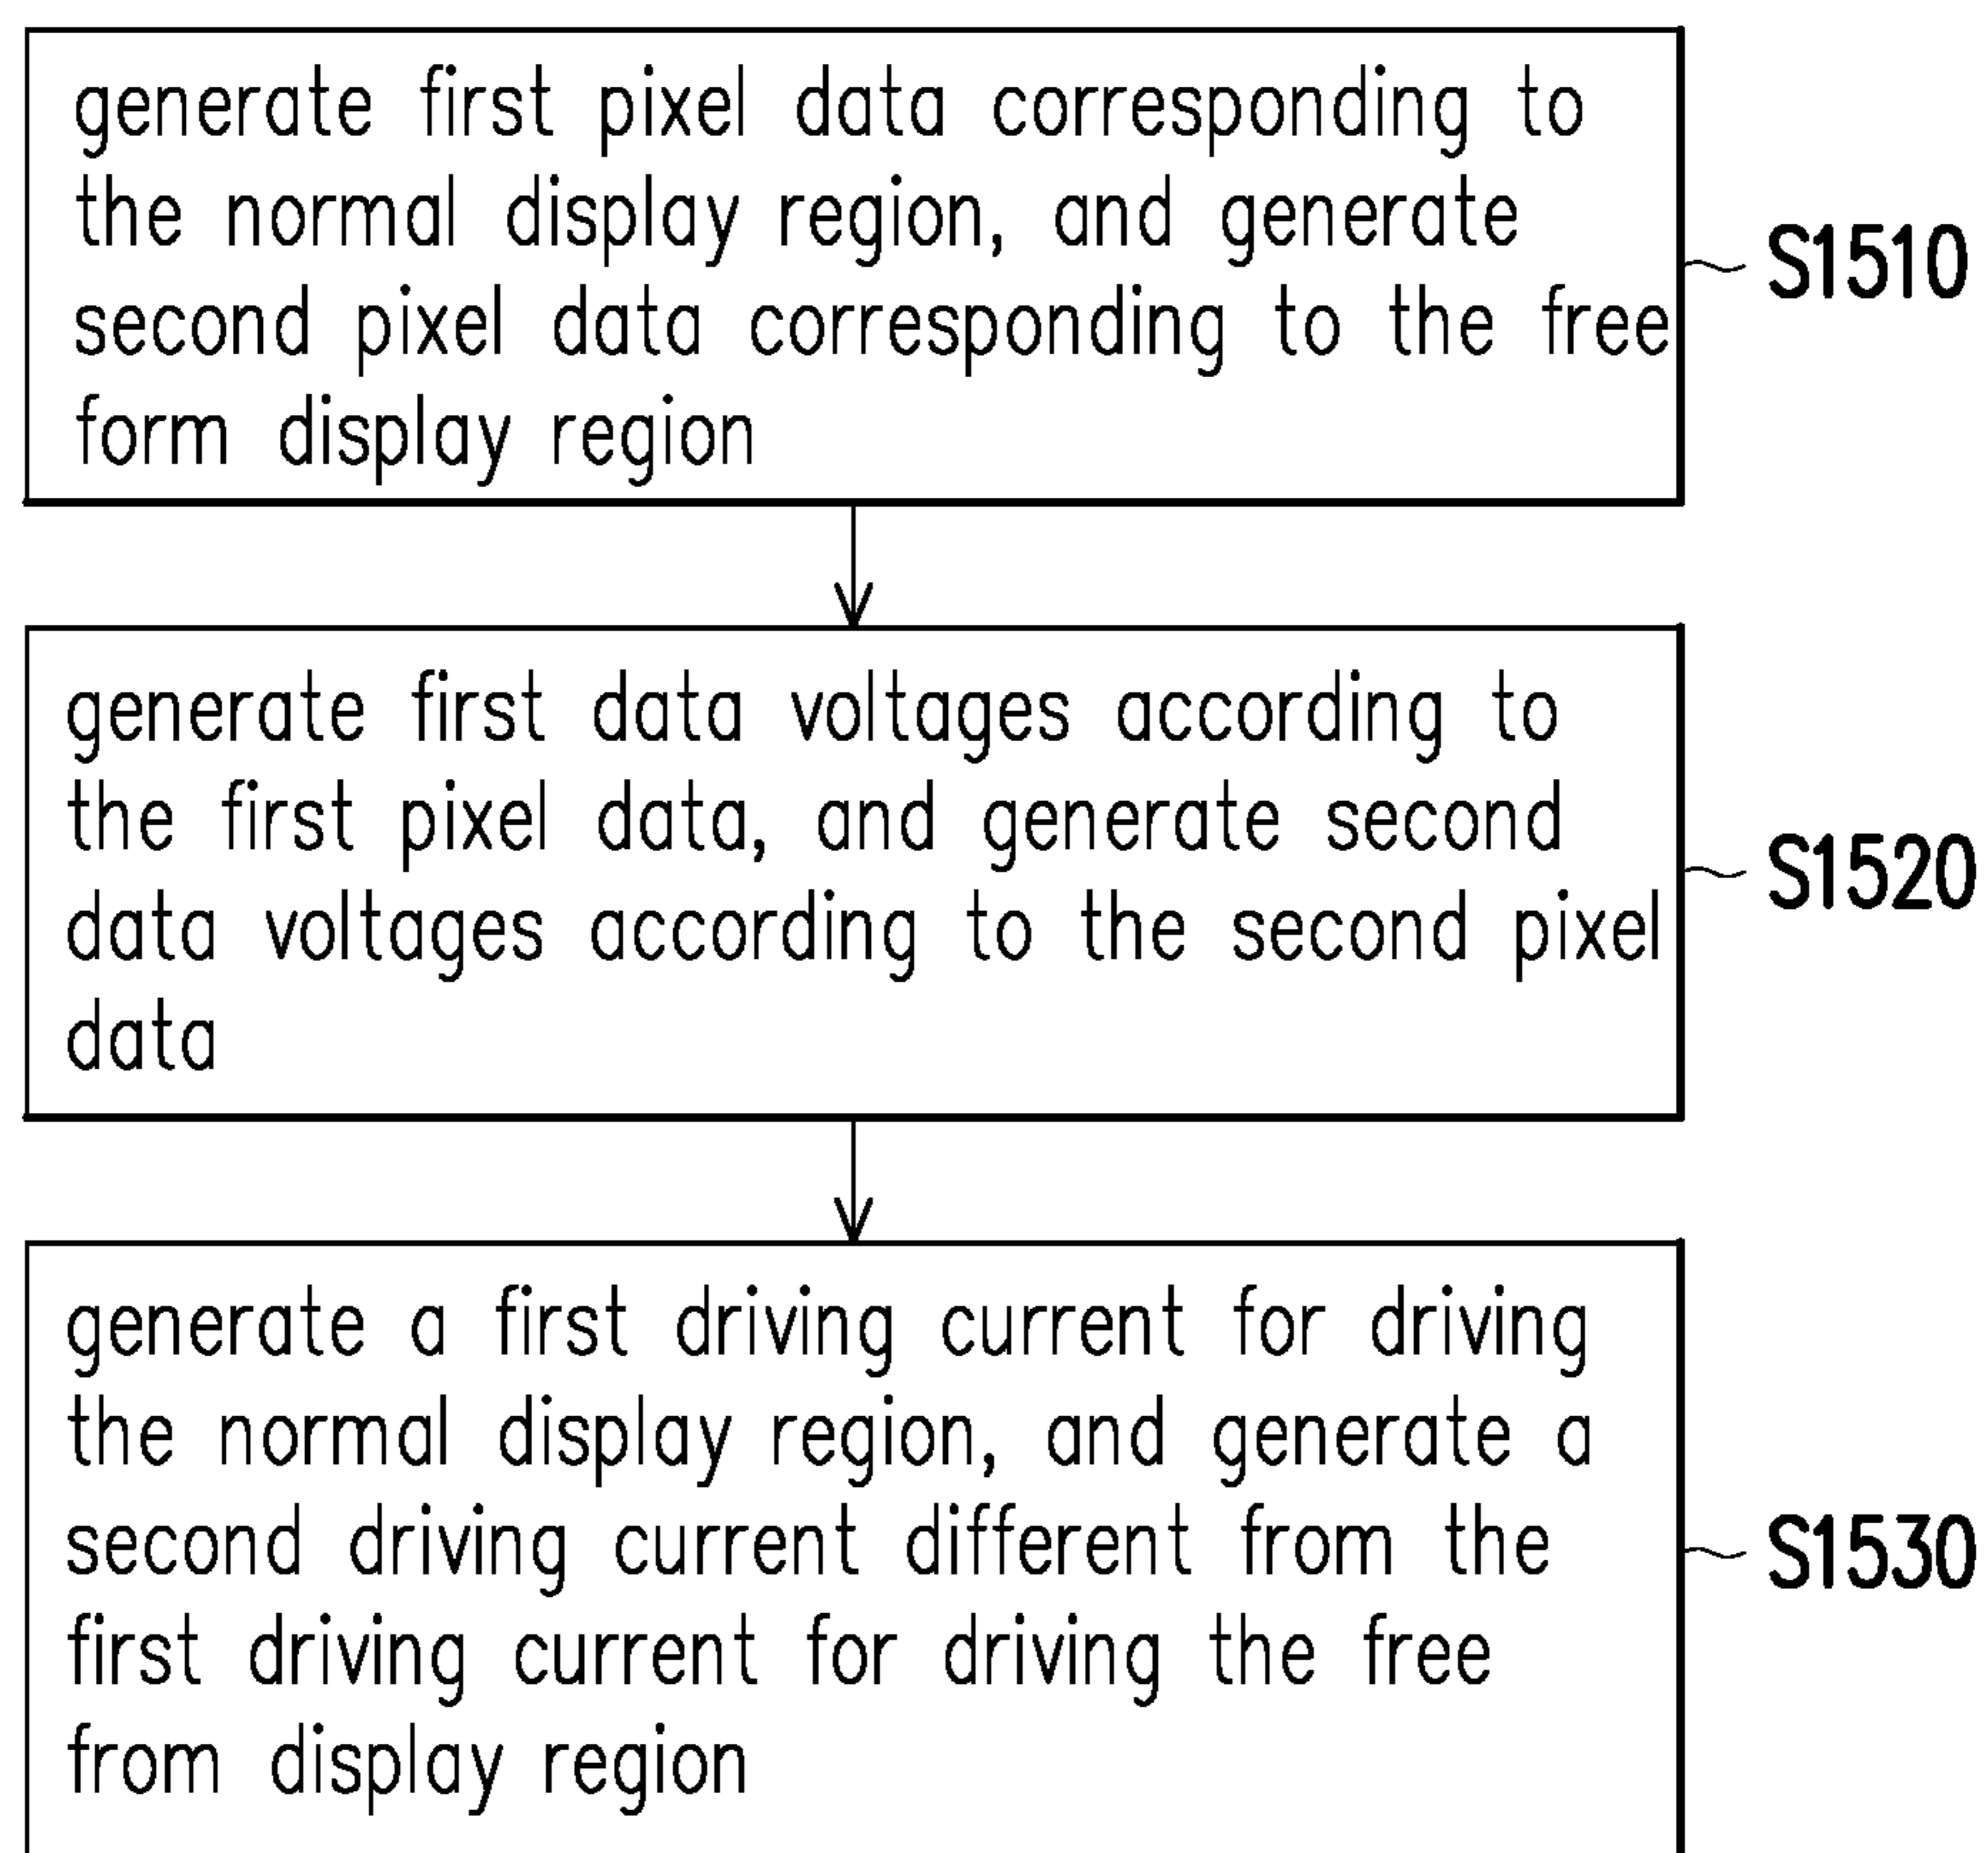 generate first pixel data corresponding to
the normal display region, and generate
second pixel data corresponding to the free
form display region
S1510
generate first data voltages according to
the first pixel data, and generate second
data voltages according to the second pixel
data
S1520
generate a first driving current for driving
the normal display region, and generate a
second driving current different from the
first driving current for driving the free
from display region
S1530